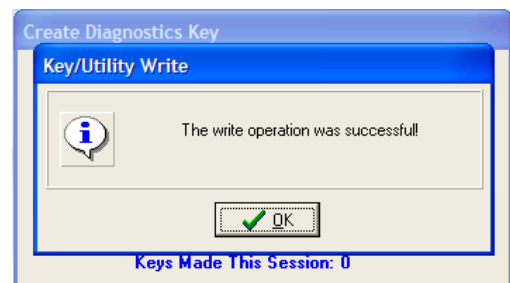 Create Diagnostics Key
Key/Utility Write
The write operation was successful!
OK
Keys Made This Session: 0